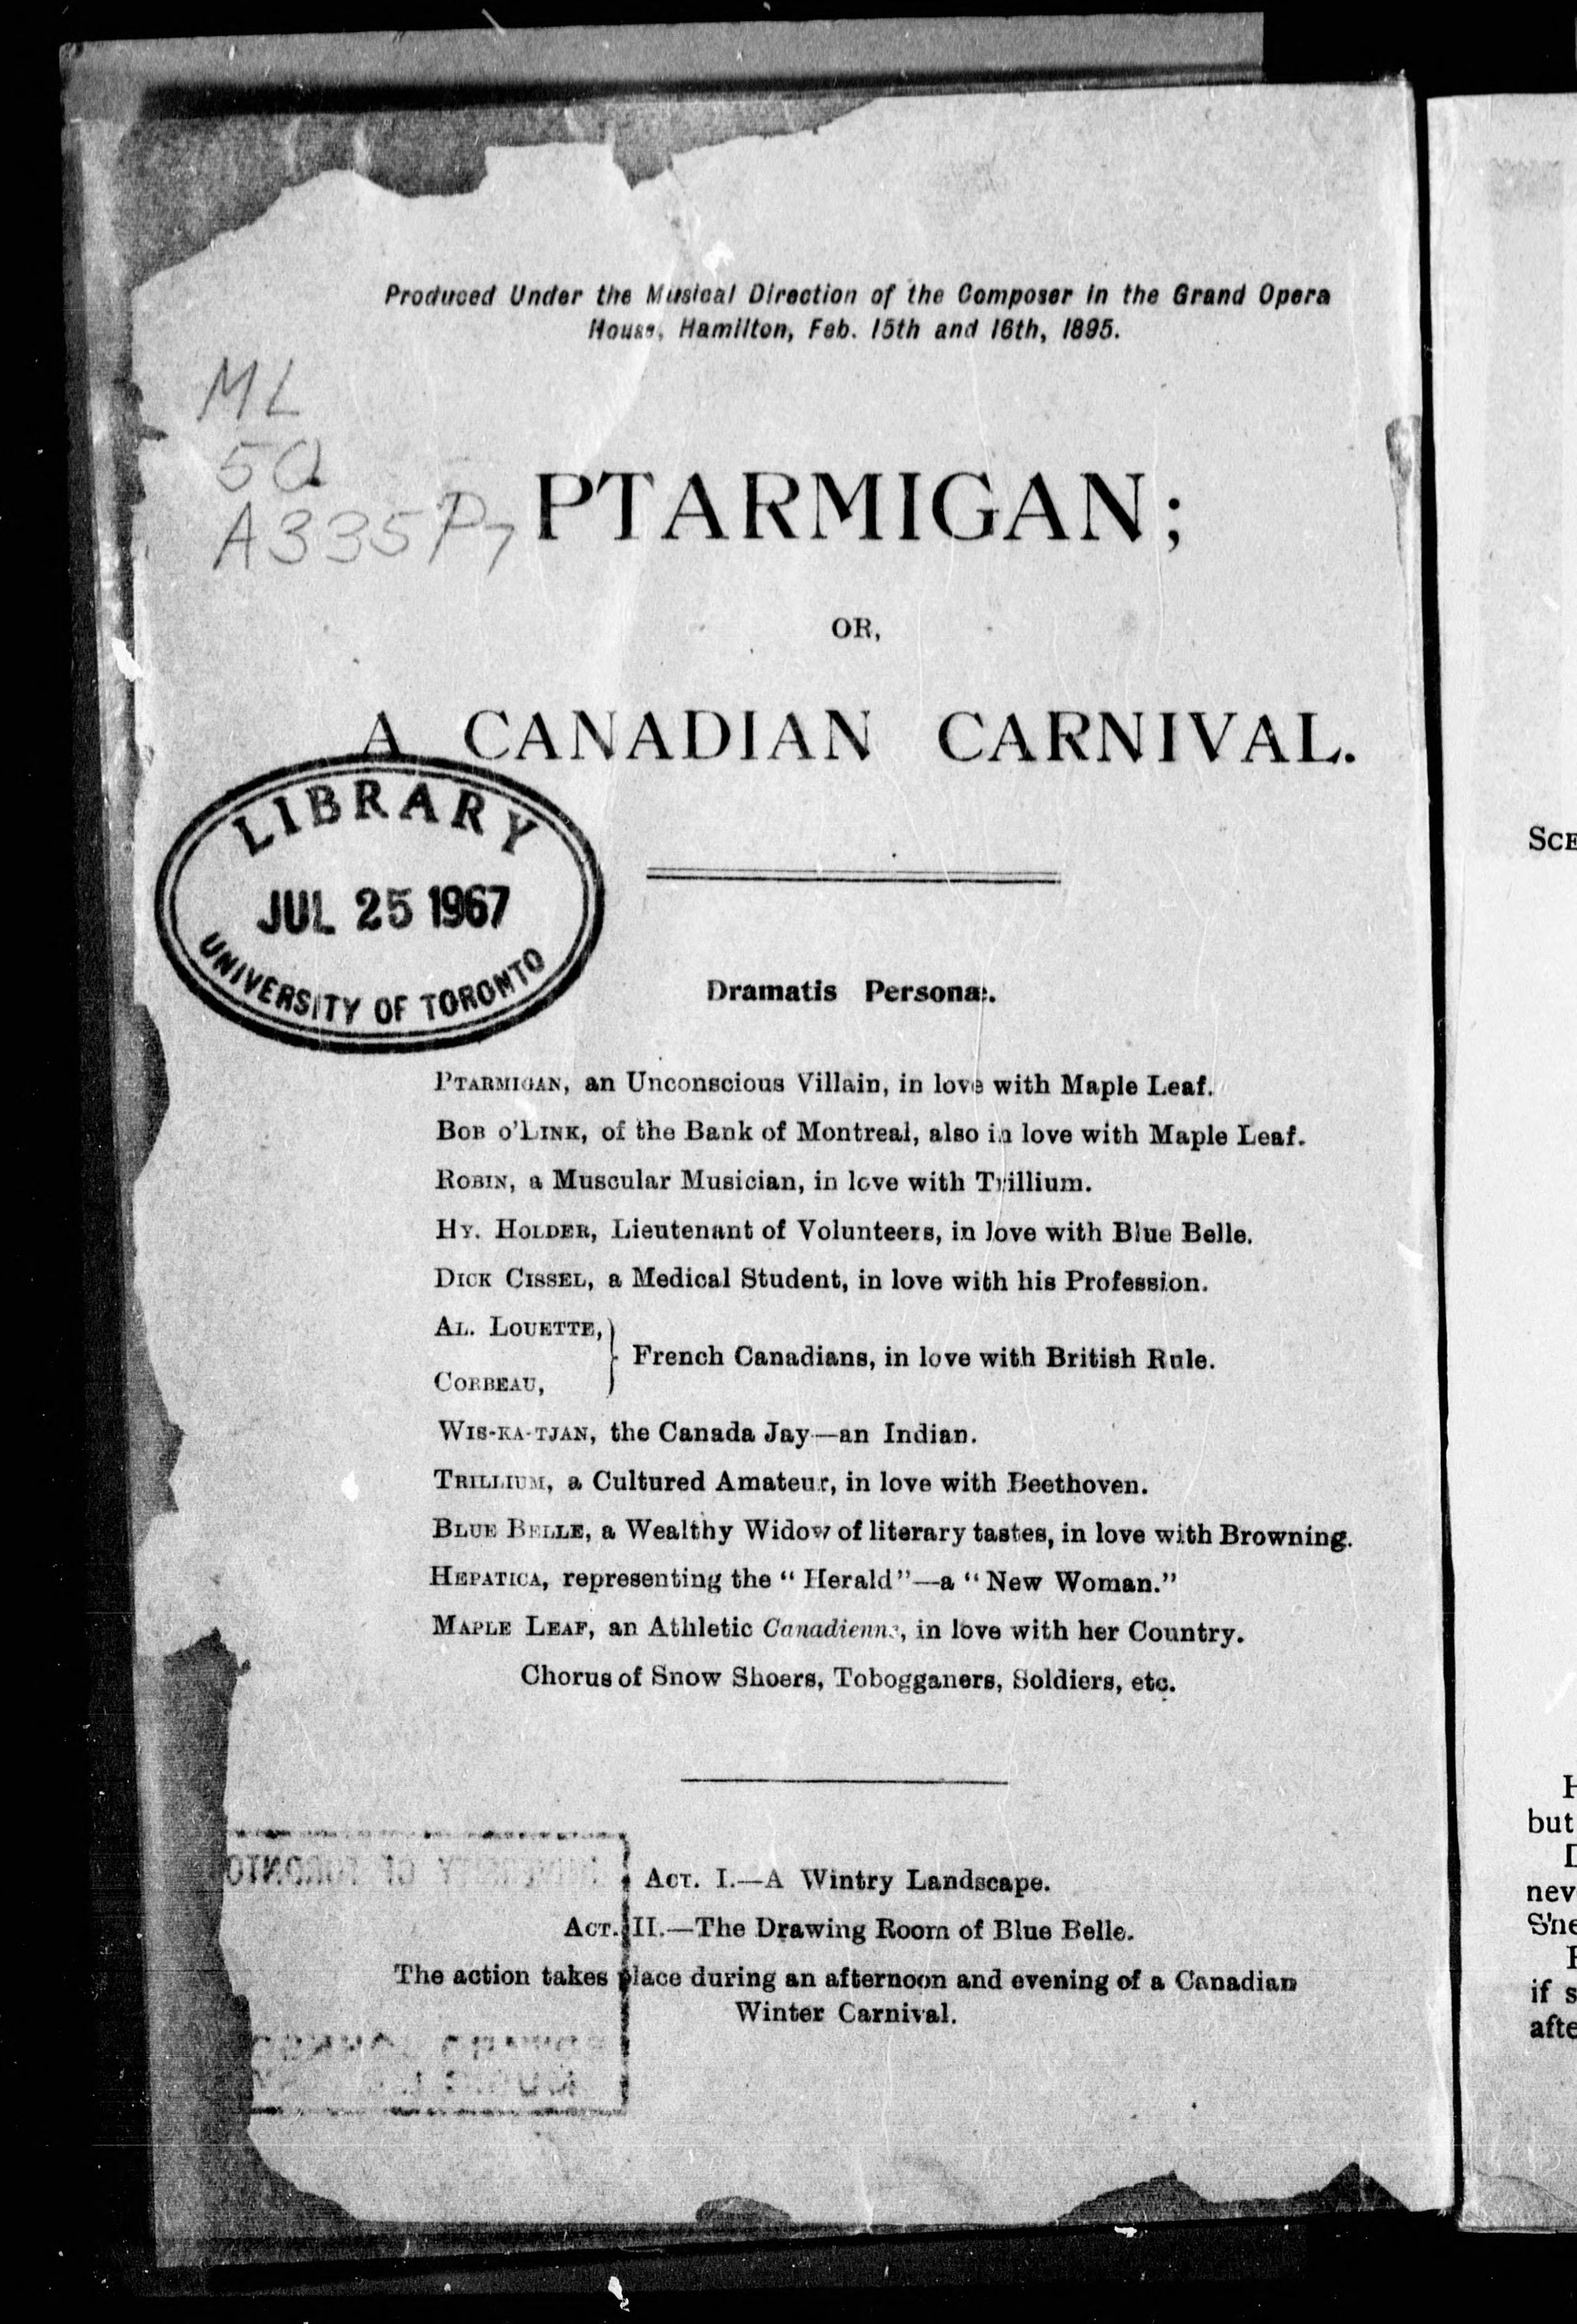 Produced Under the Musical Direction of the Composer in the Grand Opera
House, Hamilton, Feb. 15th and 16th, 1895.
ML
50
A335P7
PTARMIGAN;
OR,
A CANADIAN CARNIVAL.
LIBRARY
JUL 25 1967
UNIVERSITY OF TORONTO
Dramatis Personæ.
PTARMIGAN, an Unconscious Villain, in love with Maple Leaf.
BOB O'LINK, of the Bank of Montreal, also in love with Maple Leaf.
ROBIN, a Muscular Musician, in love with Trillium.
HY. HOLDER, Lieutenant of Volunteers, in love with Blue Belle.
DICK CISSEL, a Medical Student, in love with his Profession.
AL. LOUETTE,
} French Canadians, in love with British Rule.
CORBEAU,
WIS-KA-TJAN, the Canada Jay—an Indian.
TRILLIUM, a Cultured Amateur, in love with Beethoven.
BLUE BELLE, a Wealthy Widow of literary tastes, in love with Browning.
HEPATICA, representing the "Herald"—a "New Woman."
MAPLE LEAF, an Athletic Canadienne, in love with her Country.
Chorus of Snow Shoers, Tobogganers, Soldiers, etc.
ACT. I.—A Wintry Landscape.
ACT. II.—The Drawing Room of Blue Belle.
The action takes place during an afternoon and evening of a Canadian
Winter Carnival.
but
nev
if s
afte